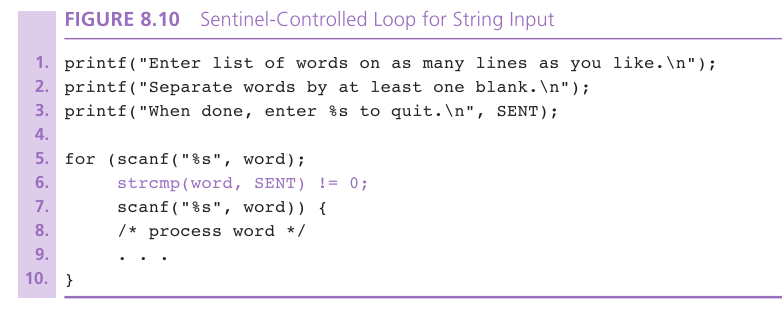 FIGURE 8.10 Sentinel-Controlled Loop for String Input
1. printf("Enter list of words on as many lines as you like.\n");
2. printf("Separate words by at least one blank.\n");
3. printf("When done, enter %s to quit.\n", SENT);
4.
5. for (scanf("%s", word);
6.      strcmp(word, SENT) != 0;
7.      scanf("%s", word)) {
8.      /* process word */
9.      . . .
10. }